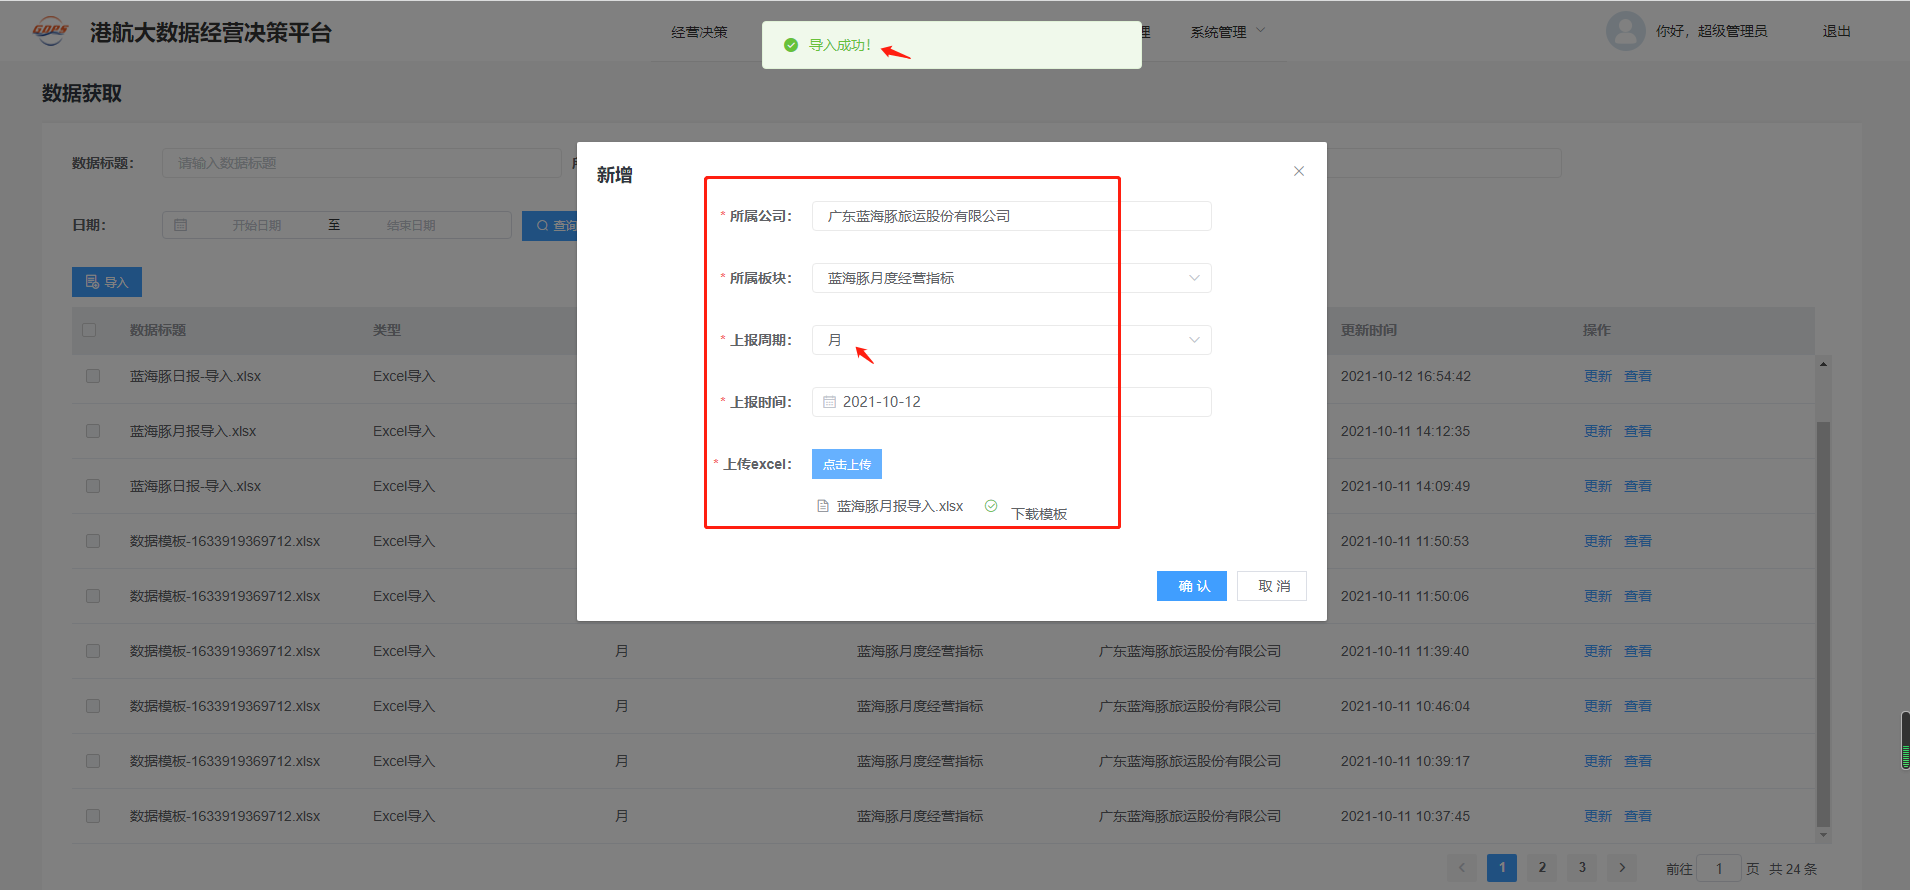 GDPS 港航大数据经营决策平台 经营决策 理 系统管理 你好，超级管理员 退出
导入成功！
数据获取
数据标题： 请输入数据标题
日期： 开始日期 至 结束日期 查询
导入
新增
* 所属公司： 广东蓝海豚旅运股份有限公司
* 所属板块： 蓝海豚月度经营指标
* 上报周期： 月
* 上报时间： 2021-10-12
* 上传excel： 点击上传
蓝海豚月报导入.xlsx 下载模板
确 认 取 消
数据标题 类型 更新时间 操作
蓝海豚日报-导入.xlsx Excel导入 2021-10-12 16:54:42 更新 查看
蓝海豚月报导入.xlsx Excel导入 2021-10-11 14:12:35 更新 查看
蓝海豚日报-导入.xlsx Excel导入 2021-10-11 14:09:49 更新 查看
数据模板-1633919369712.xlsx Excel导入 2021-10-11 11:50:53 更新 查看
数据模板-1633919369712.xlsx Excel导入 2021-10-11 11:50:06 更新 查看
数据模板-1633919369712.xlsx Excel导入 月 蓝海豚月度经营指标 广东蓝海豚旅运股份有限公司 2021-10-11 11:39:40 更新 查看
数据模板-1633919369712.xlsx Excel导入 月 蓝海豚月度经营指标 广东蓝海豚旅运股份有限公司 2021-10-11 10:46:04 更新 查看
数据模板-1633919369712.xlsx Excel导入 月 蓝海豚月度经营指标 广东蓝海豚旅运股份有限公司 2021-10-11 10:39:17 更新 查看
数据模板-1633919369712.xlsx Excel导入 月 蓝海豚月度经营指标 广东蓝海豚旅运股份有限公司 2021-10-11 10:37:45 更新 查看
1 2 3 前往 1 页 共 24 条